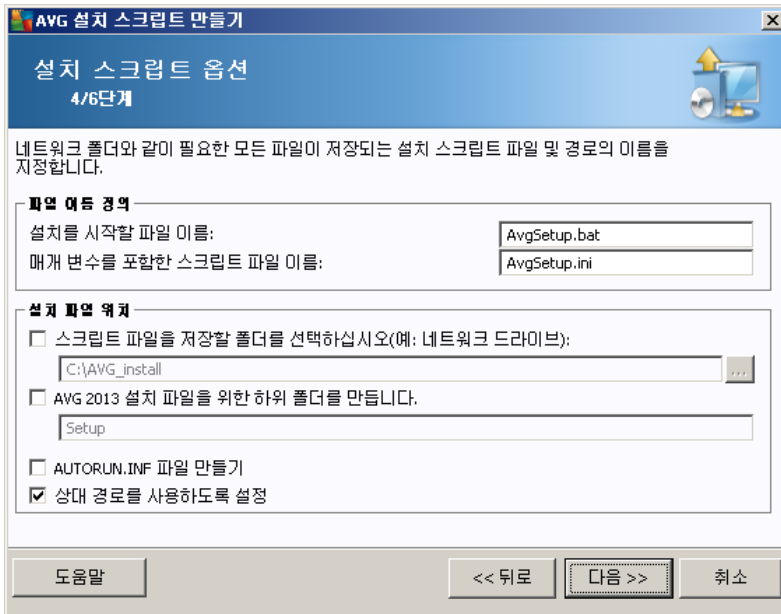 AVG 설치 스크립트 만들기
설치 스크립트 옵션
4/6단계
네트워크 폴더와 같이 필요한 모든 파일이 저장되는 설치 스크립트 파일 및 경로의 이름을
지정합니다.
파일 이름 정의
설치를 시작할 파일 이름: AvgSetup.bat
매개 변수를 포함한 스크립트 파일 이름: AvgSetup.ini
설치 파일 위치
스크립트 파일을 저장할 폴더를 선택하십시오(예: 네트워크 드라이브):
C:\AVG_install ...
AVG 2013 설치 파일을 위한 하위 폴더를 만듭니다.
Setup
AUTORUN.INF 파일 만들기
상대 경로를 사용하도록 설정
도움말 << 뒤로 다음 >> 취소